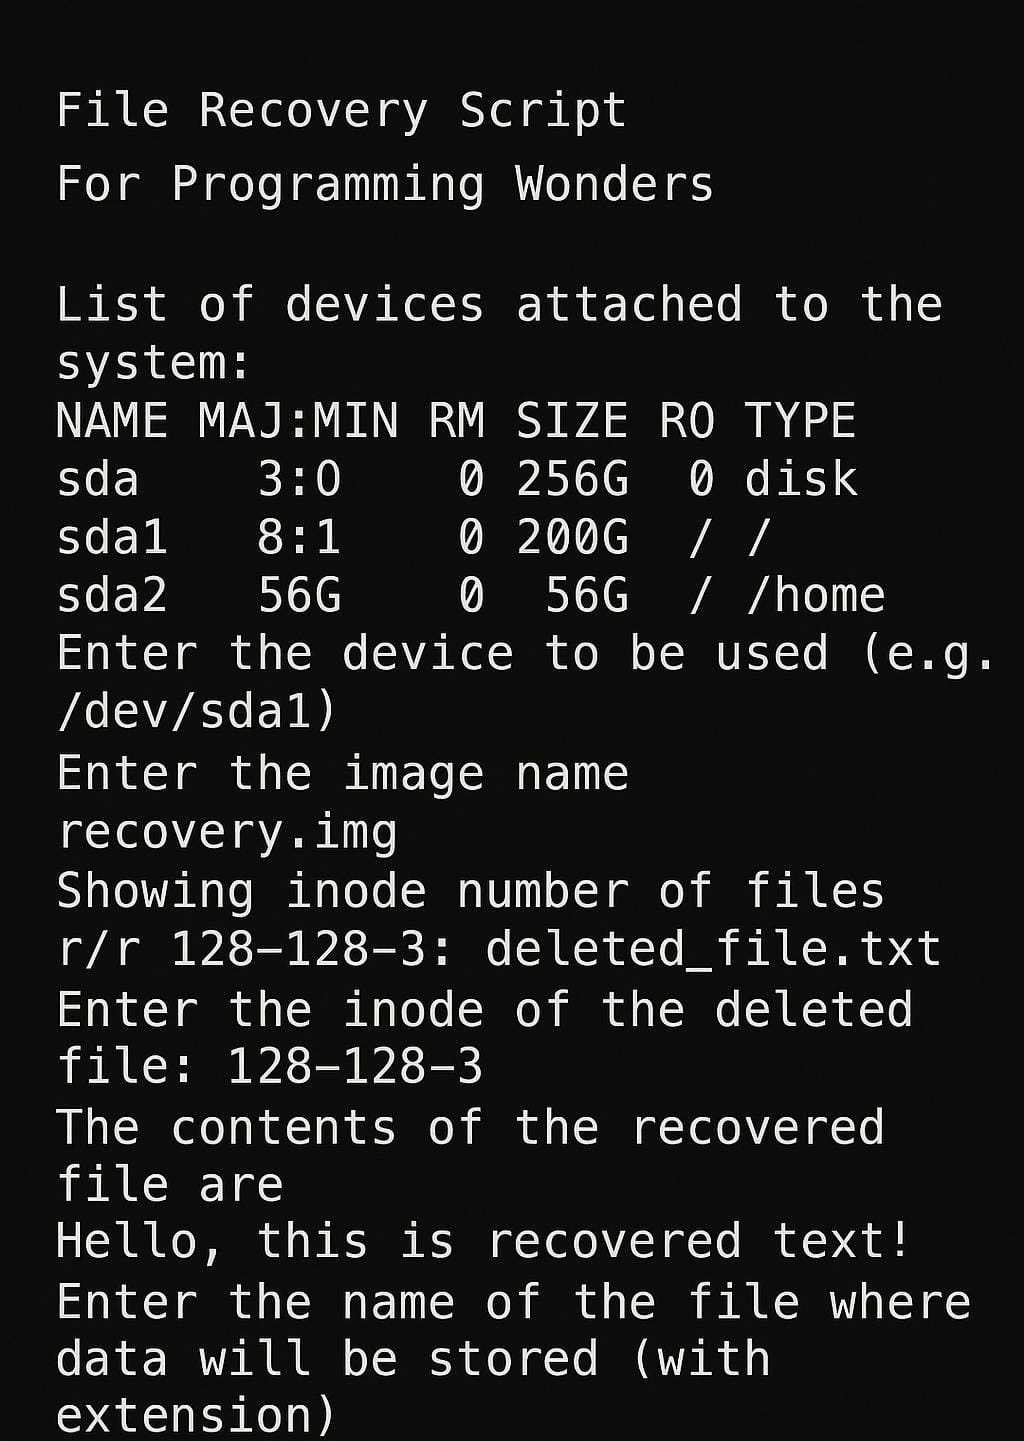 File Recovery Script
For Programming Wonders
List of devices attached to the
system:
NAME MAJ:MIN RM SIZE RO TYPE
sda    3:O    0 256G  0 disk
sda1   8:1    0 200G  / /
sda2   56G    0  56G  / /home
Enter the device to be used (e.g.
/dev/sda1)
Enter the image name
recovery.img
Showing inode number of files
r/r 128–128–3: deleted_file.txt
Enter the inode of the deleted
file: 128–128–3
The contents of the recovered
file are
Hello, this is recovered text!
Enter the name of the file where
data will be stored (with
extension)